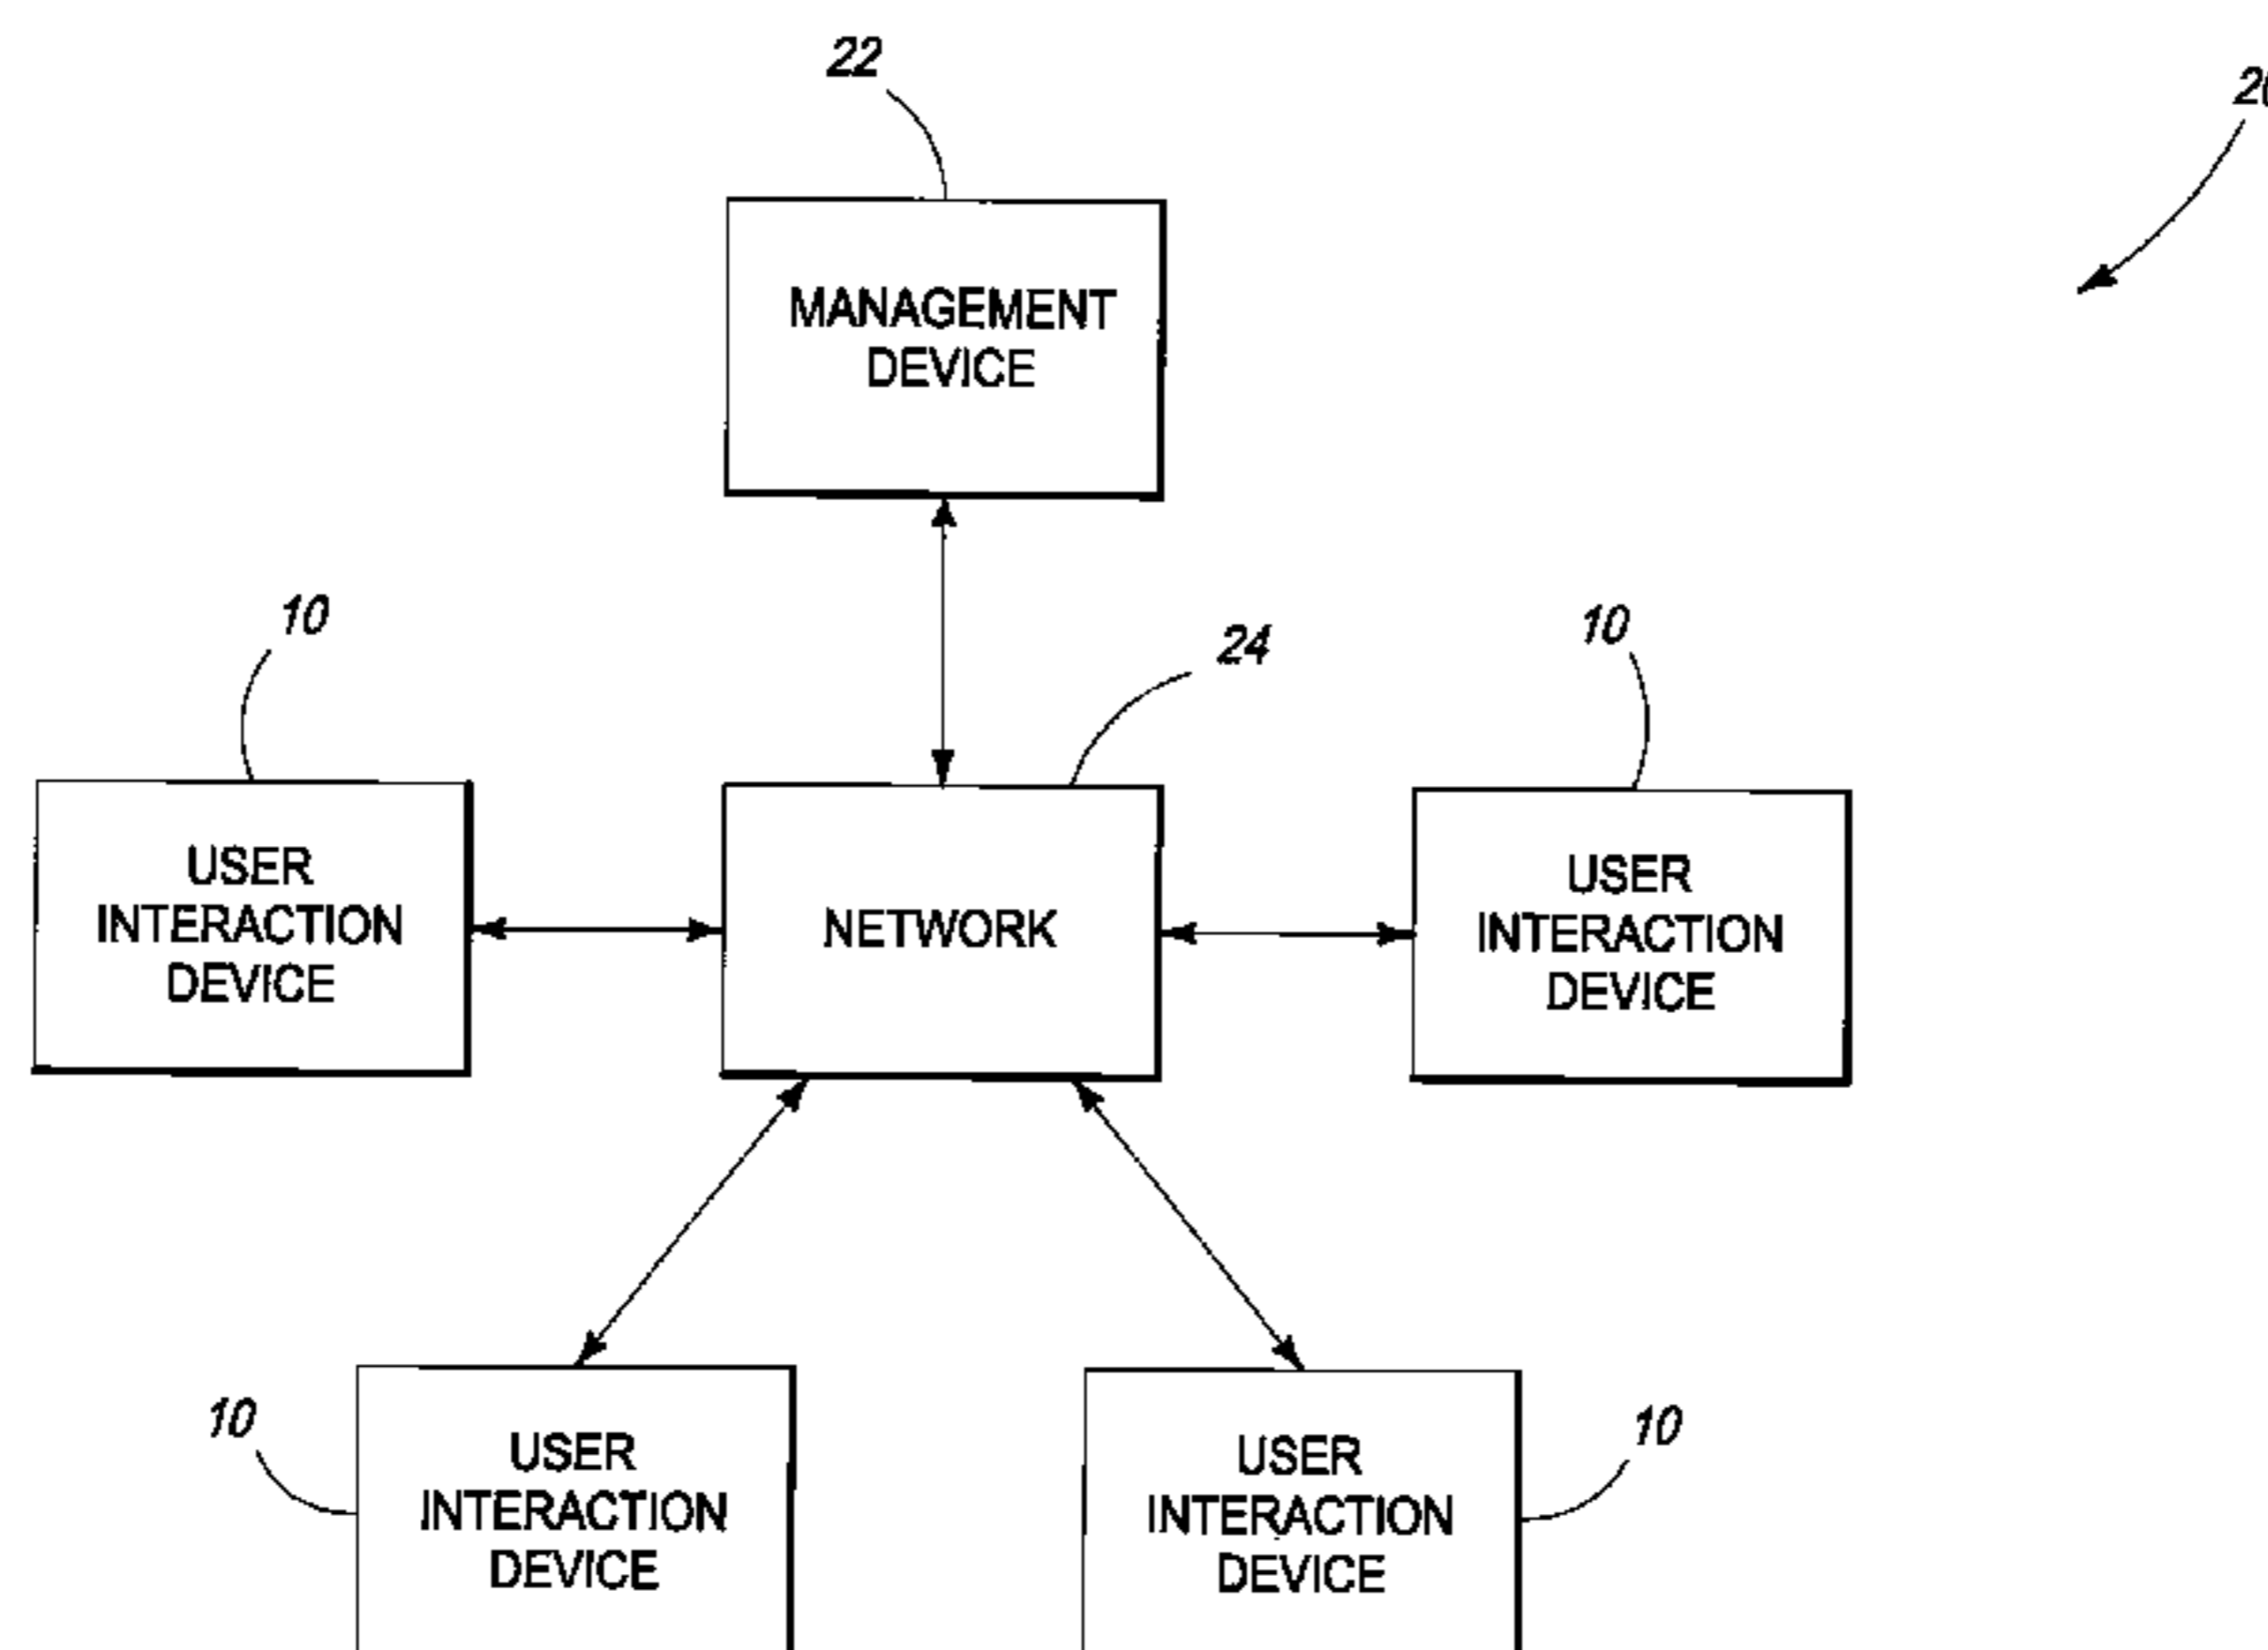 22
MANAGEMENT
DEVICE
10
24
10
USER
INTERACTION
DEVICE
NETWORK
USER
INTERACTION
DEVICE
10
USER
INTERACTION
DEVICE
USER
INTERACTION
DEVICE
10